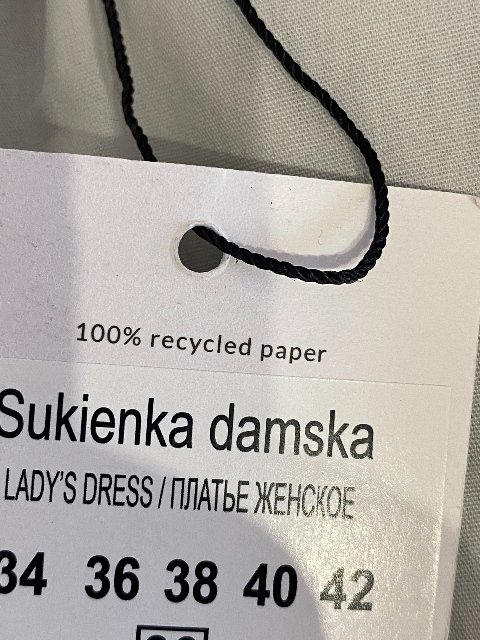 100% recycled paper
Sukienka damska
LADY'S DRESS / ПЛАТЬЕ ЖЕНСКОЕ
34 36 38 40 42